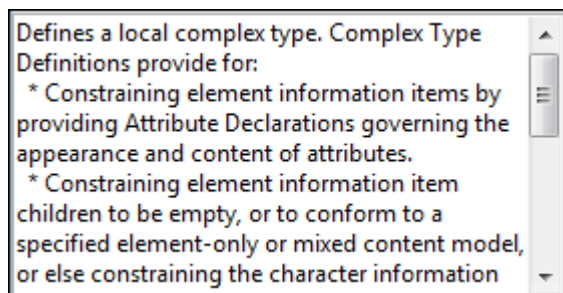 Defines a local complex type. Complex Type
Definitions provide for:
* Constraining element information items by
providing Attribute Declarations governing the
appearance and content of attributes.
* Constraining element information item
children to be empty, or to conform to a
specified element-only or mixed content model,
or else constraining the character information